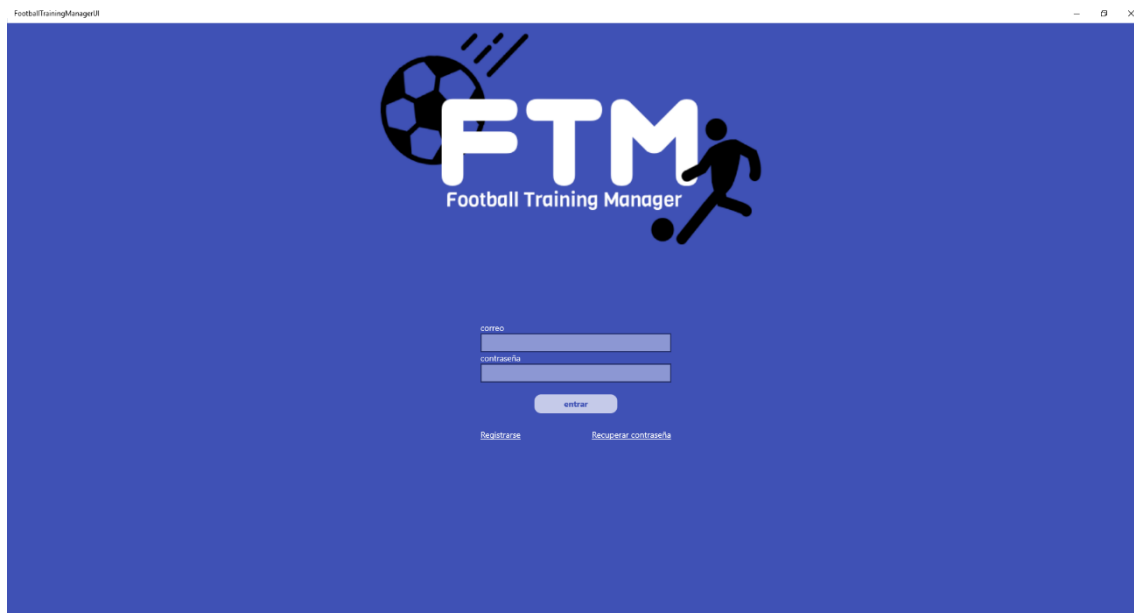 FootballTrainingManagerUI
FTM
Football Training Manager
correo
contraseña
entrar
Registrarse Recuperar contraseña